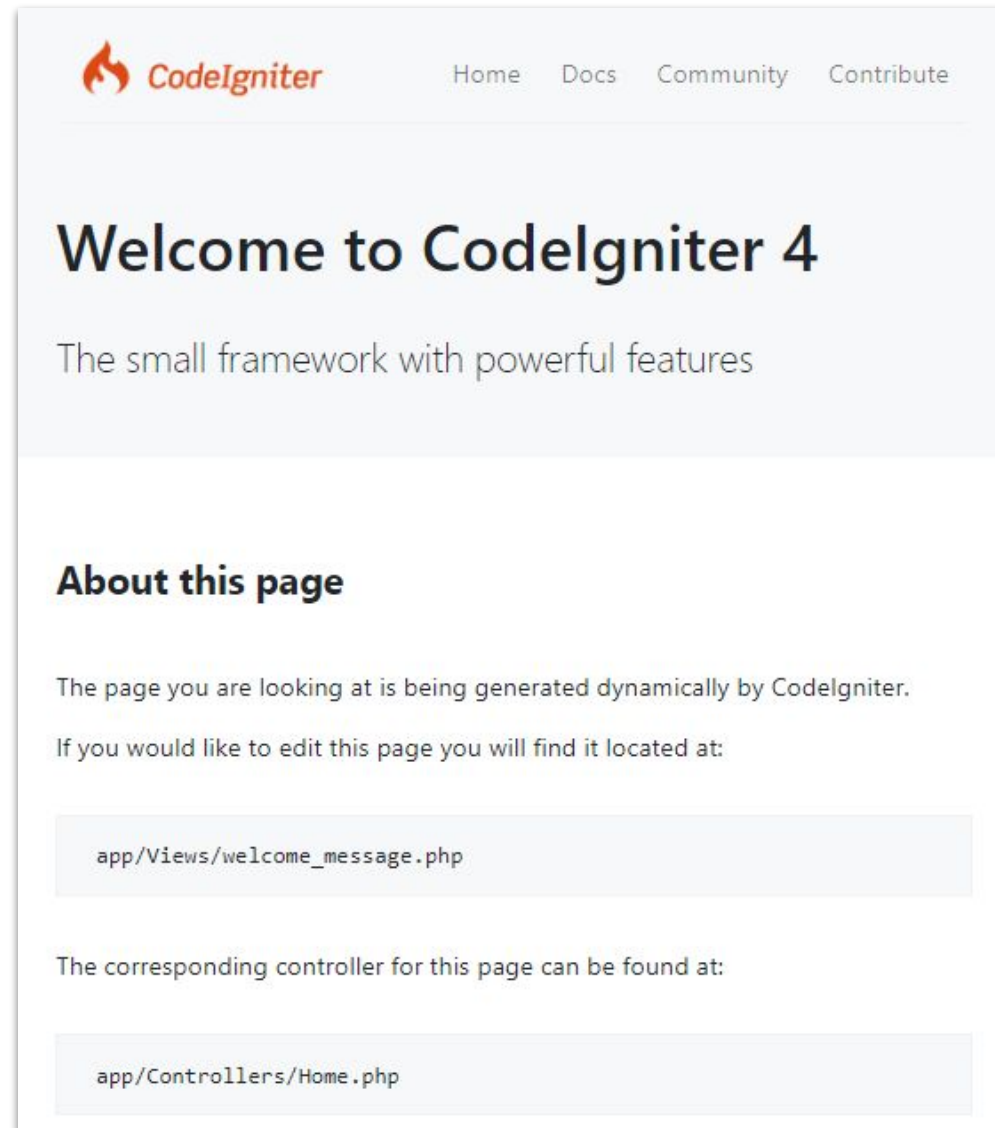 CodeIgniter Home Docs Community Contribute
Welcome to CodeIgniter 4
The small framework with powerful features
About this page
The page you are looking at is being generated dynamically by CodeIgniter.
If you would like to edit this page you will find it located at:
app/Views/welcome_message.php
The corresponding controller for this page can be found at:
app/Controllers/Home.php